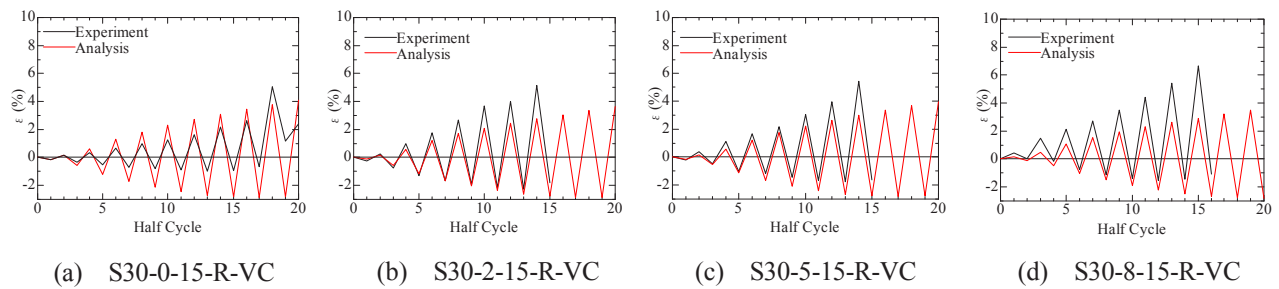 10
8
6
4
2
0
-2
ε (%)
Experiment
Analysis
0 5 10 15 20
Half Cycle
(a) S30-0-15-R-VC
10
8
6
4
2
0
-2
ε (%)
Experiment
Analysis
0 5 10 15 20
Half Cycle
(b) S30-2-15-R-VC
10
8
6
4
2
0
-2
ε (%)
Experiment
Analysis
0 5 10 15 20
Half Cycle
(c) S30-5-15-R-VC
10
8
6
4
2
0
-2
ε (%)
Experiment
Analysis
0 5 10 15 20
Half Cycle
(d) S30-8-15-R-VC